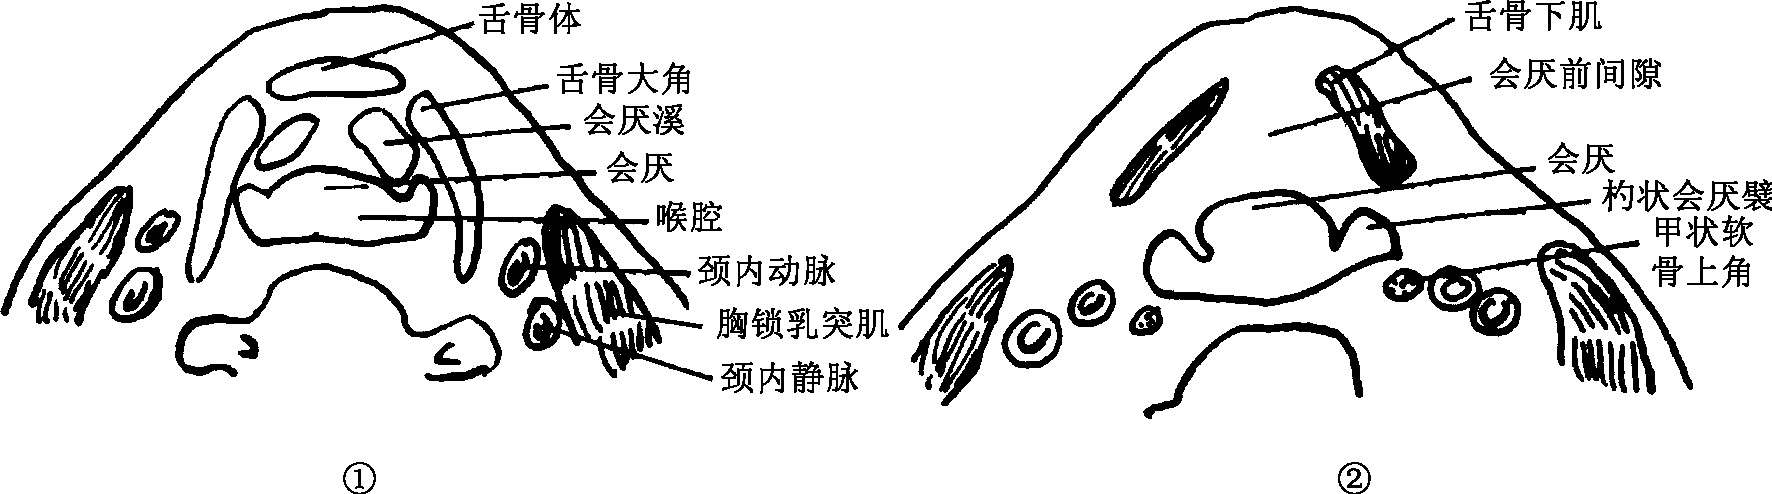 舌骨体
舌骨大角
会厌溪
会厌
喉腔
颈内动脉
胸锁乳突肌
颈内静脉
①
舌骨下肌
会厌前间隙
会厌
杓状会厌襞
甲状软
骨上角
②